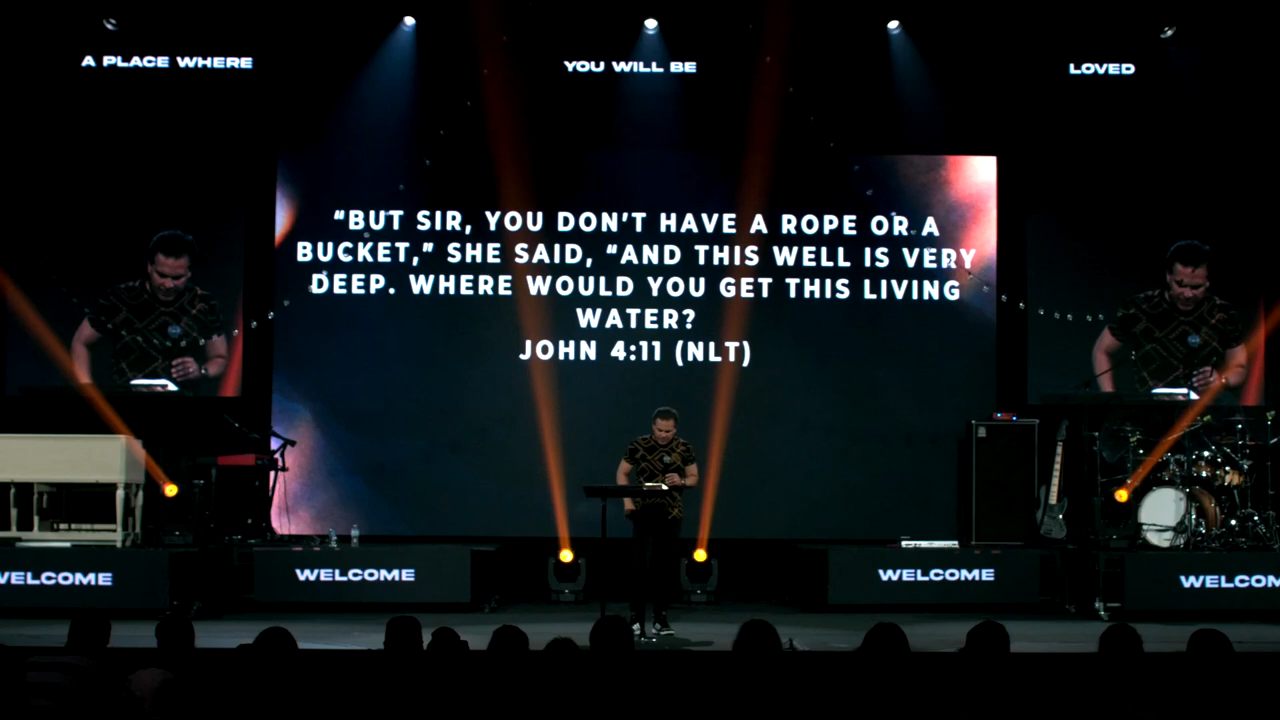 A PLACE WHERE
YOU WILL BE
LOVED
“BUT SIR, YOU DON’T HAVE A ROPE OR A
BUCKET,” SHE SAID, “AND THIS WELL IS VERY
DEEP. WHERE WOULD YOU GET THIS LIVING
WATER?
JOHN 4:11 (NLT)
WELCOME
WELCOME
WELCOME
WELCOM